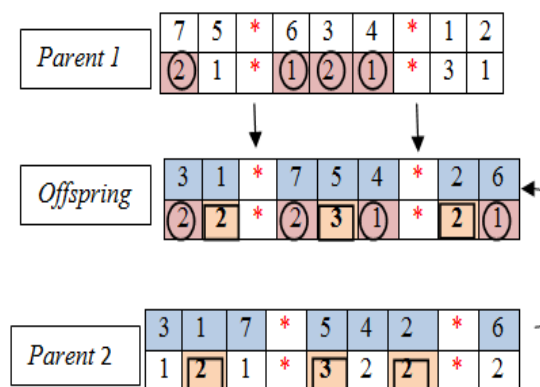 Parent 1
7 5 * 6 3 4 * 1 2
2 1 * 1 2 1 * 3 1
Offspring
3 1 * 7 5 4 * 2 6
2 2 * 2 3 1 * 2 1
Parent 2
3 1 7 * 5 4 2 * 6
1 2 1 * 3 2 2 * 2